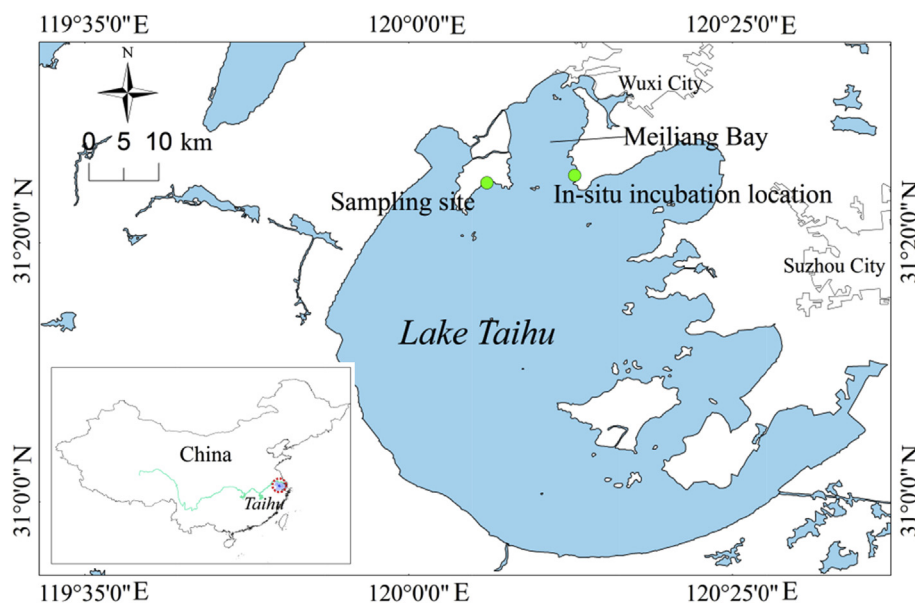 119°35'0"E 120°0'0"E 120°25'0"E
N
Wuxi City
0 5 10 km
Meiliang Bay
Sampling site
In-situ incubation location
31°20'0" N
31°20'0" N
Suzhou City
Lake Taihu
China
Taihu
31°0'0" N
31°0'0" N
119°35'0"E 120°0'0"E 120°25'0"E